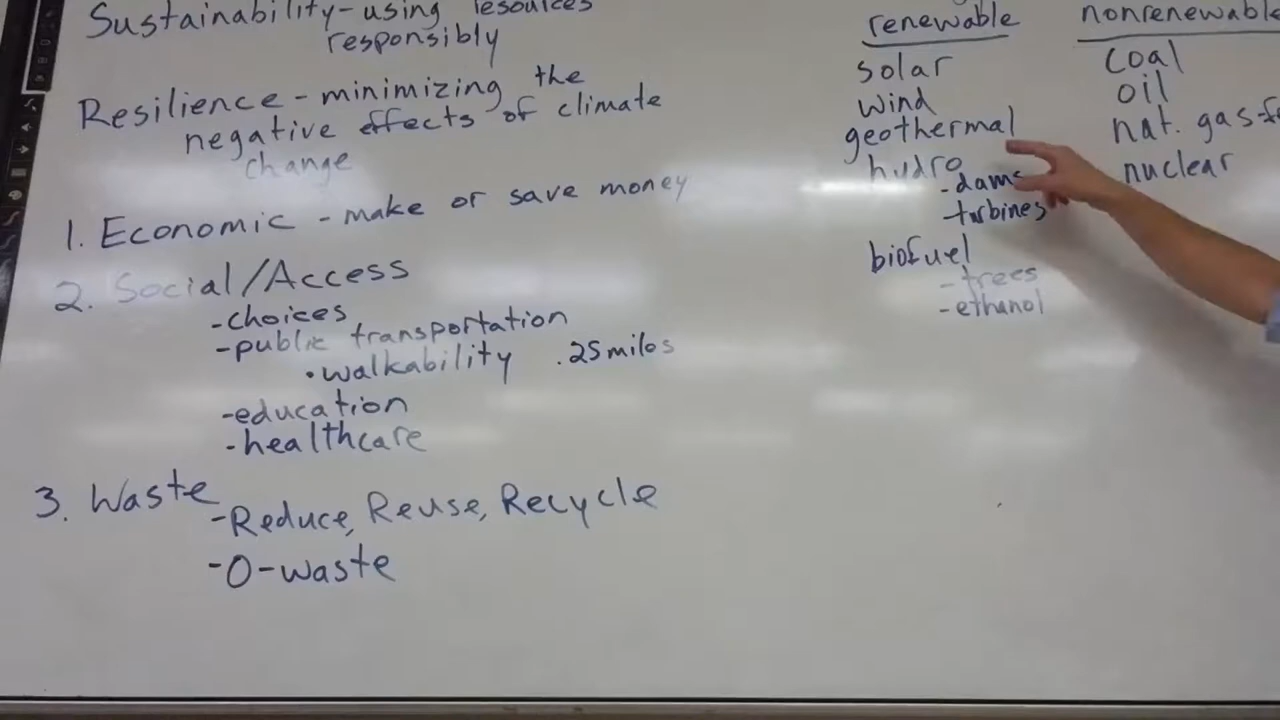 Sustainability-using resources
responsibly
Resilience-minimizing the
negative effects of climate
change
1. Economic - make or save money
2. Social/Access
-choices
-public transportation
•walkability .25miles
-education
-healthcare
3. Waste
-Reduce, Reuse, Recycle
-0-waste
renewable
solar
wind
geothermal
hydro
-dams
-turbines
biofuel
-trees
-ethanol
nonrenewable
coal
oil
nat. gas-f
nuclear